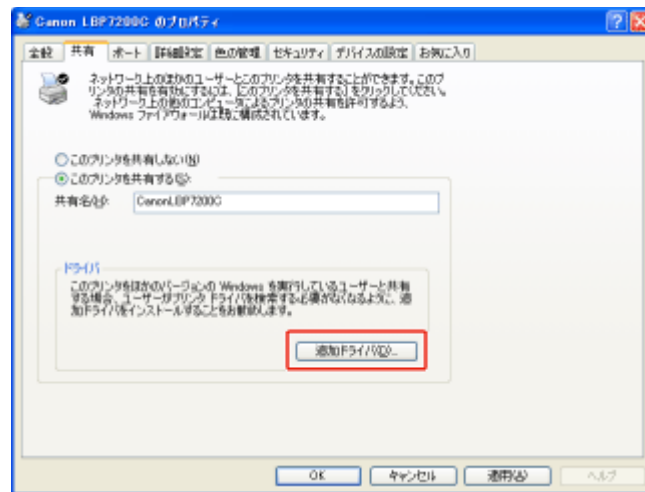 Canon LBP7200C のプロパティ
全般 共有 ポート 詳細設定 色の管理 セキュリティ デバイスの設定 お気に入り
ネットワーク上のほかのユーザーとこのプリンタを共有することができます。このプ
リンタの共有を有効にするには、[このプリンタを共有する] をクリックしてください。
ネットワーク上の他のコンピュータによるプリンタの共有を許可するよう、
Windows ファイアウォールは既に構成されています。
このプリンタを共有しない(N)
このプリンタを共有する(S):
共有名(H): CanonLBP7200C
ドライバ
このプリンタをほかのバージョンの Windows を実行しているユーザーと共有
する場合、ユーザーがプリンタ ドライバを検索する必要がなくなるように、追
加ドライバをインストールすることをお勧めします。
追加ドライバ(D)...
OK キャンセル 適用(A) ヘルプ